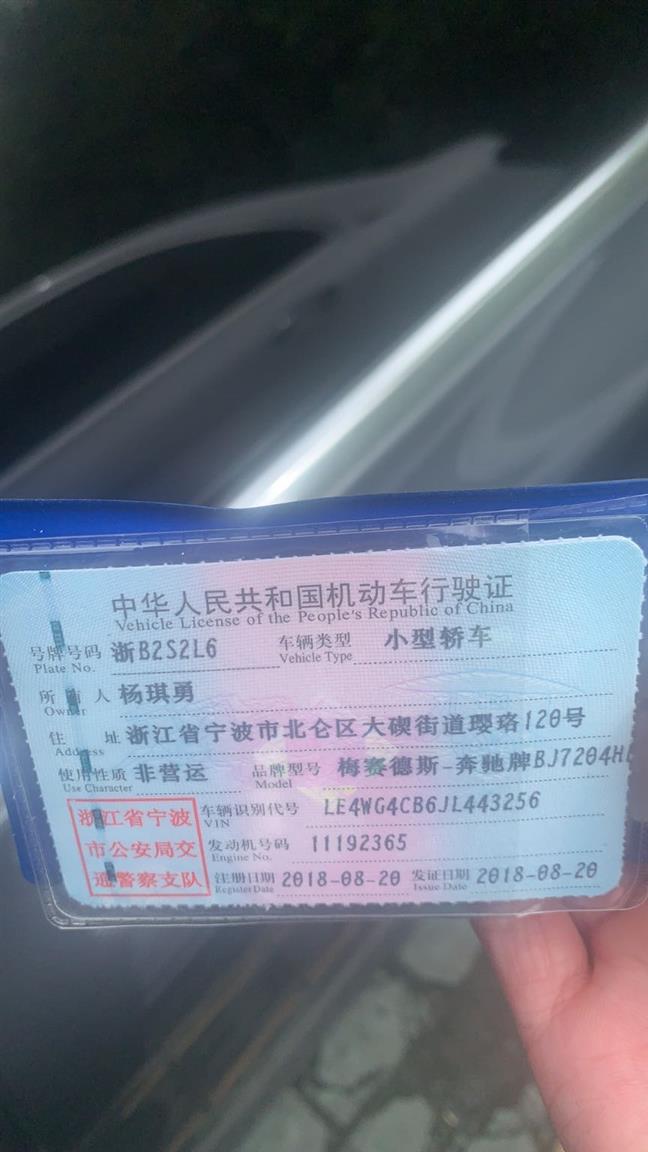 中华人民共和国机动车行驶证
Vehicle License of the People's Republic of China
号牌号码 浙B2S2L6 车辆类型 小型轿车
Plate No. Vehicle Type
所有人 杨琪勇
Owner
住址 浙江省宁波市北仑区大碶街道璎珞120号
Address
使用性质 非营运 品牌型号 梅赛德斯-奔驰牌BJ7204H
Use Character Model
浙江省宁波
市公安局交
通警察支队
车辆识别代号 LE4WG4CB6JL443256
VIN
发动机号码 11192365
Engine No.
注册日期 2018-08-20 发证日期 2018-08-20
Register Date Issue Date